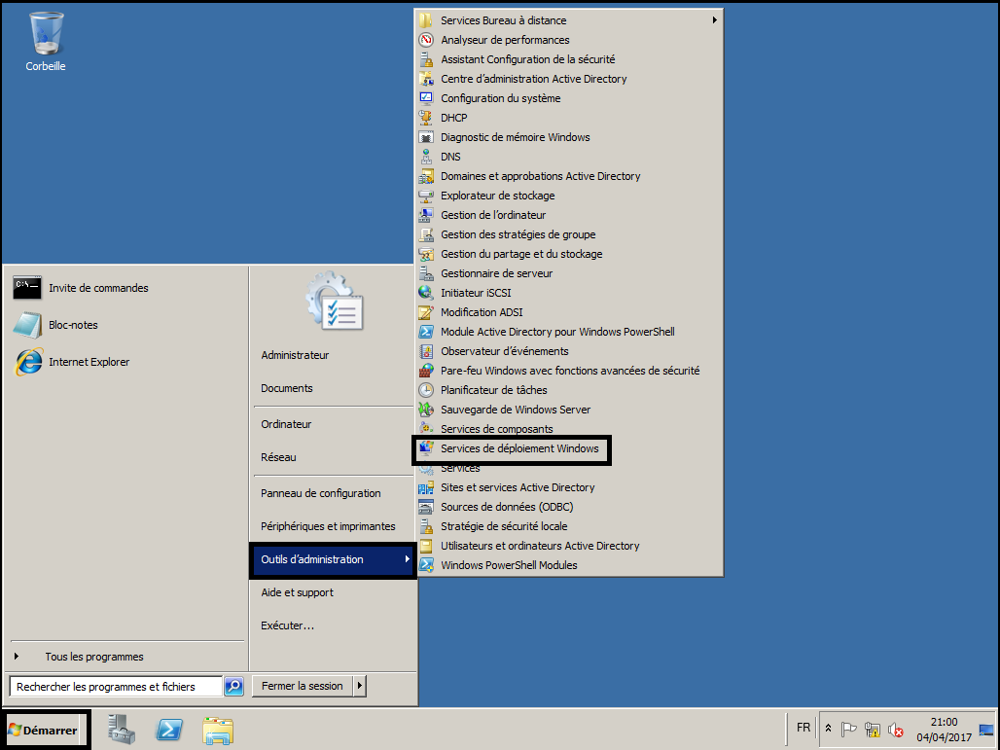 Corbeille
Services Bureau à distance
Analyseur de performances
Assistant Configuration de la sécurité
Centre d'administration Active Directory
Configuration du système
DHCP
Diagnostic de mémoire Windows
DNS
Domaines et approbations Active Directory
Explorateur de stockage
Gestion de l'ordinateur
Gestion des stratégies de groupe
Gestion du partage et du stockage
Gestionnaire de serveur
Initiateur iSCSI
Modification ADSI
Module Active Directory pour Windows PowerShell
Observateur d'événements
Pare-feu Windows avec fonctions avancées de sécurité
Planificateur de tâches
Sauvegarde de Windows Server
Services de composants
Services de déploiement Windows
Services
Sites et services Active Directory
Sources de données (ODBC)
Stratégie de sécurité locale
Utilisateurs et ordinateurs Active Directory
Windows PowerShell Modules
C:\
Invite de commandes
Bloc-notes
Internet Explorer
Administrateur
Documents
Ordinateur
Réseau
Panneau de configuration
Périphériques et imprimantes
Outils d'administration
Aide et support
Exécuter...
Tous les programmes
Rechercher les programmes et fichiers
Fermer la session
Démarrer
FR
21:00
04/04/2017